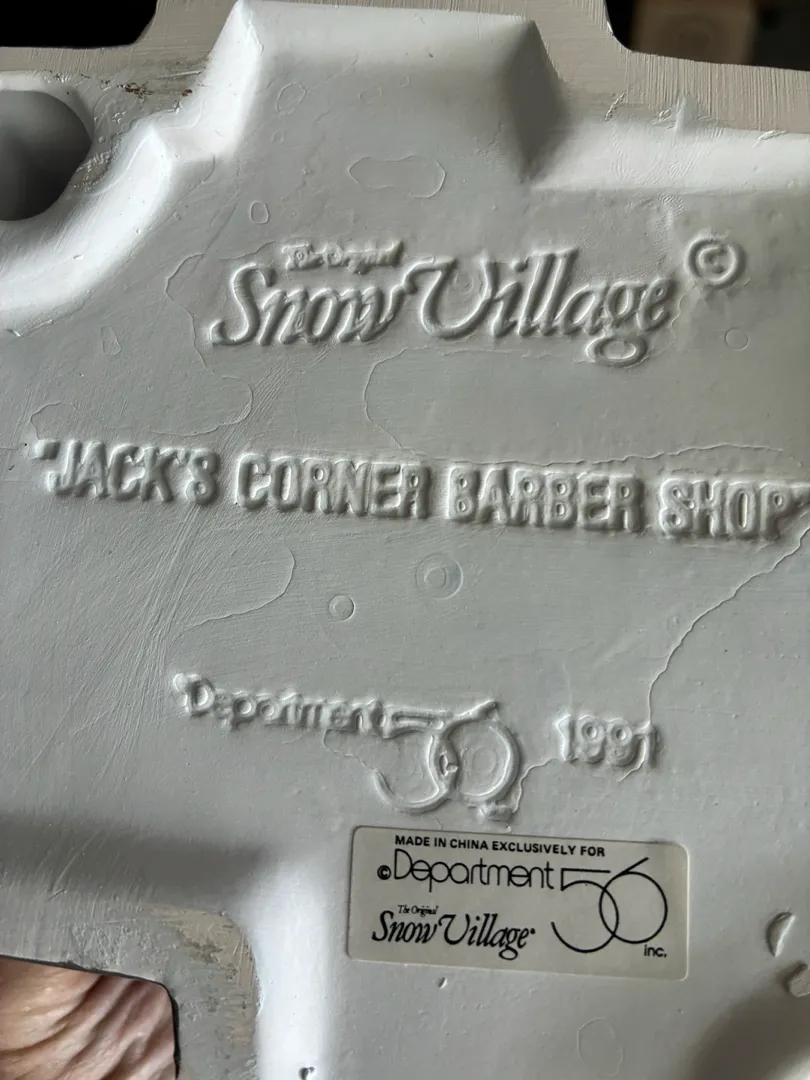 The Original
Snow Village ©
"JACK'S CORNER BARBER SHOP"
Department 56 1991
MADE IN CHINA EXCLUSIVELY FOR
©Department 56
inc.
The Original
Snow Village®